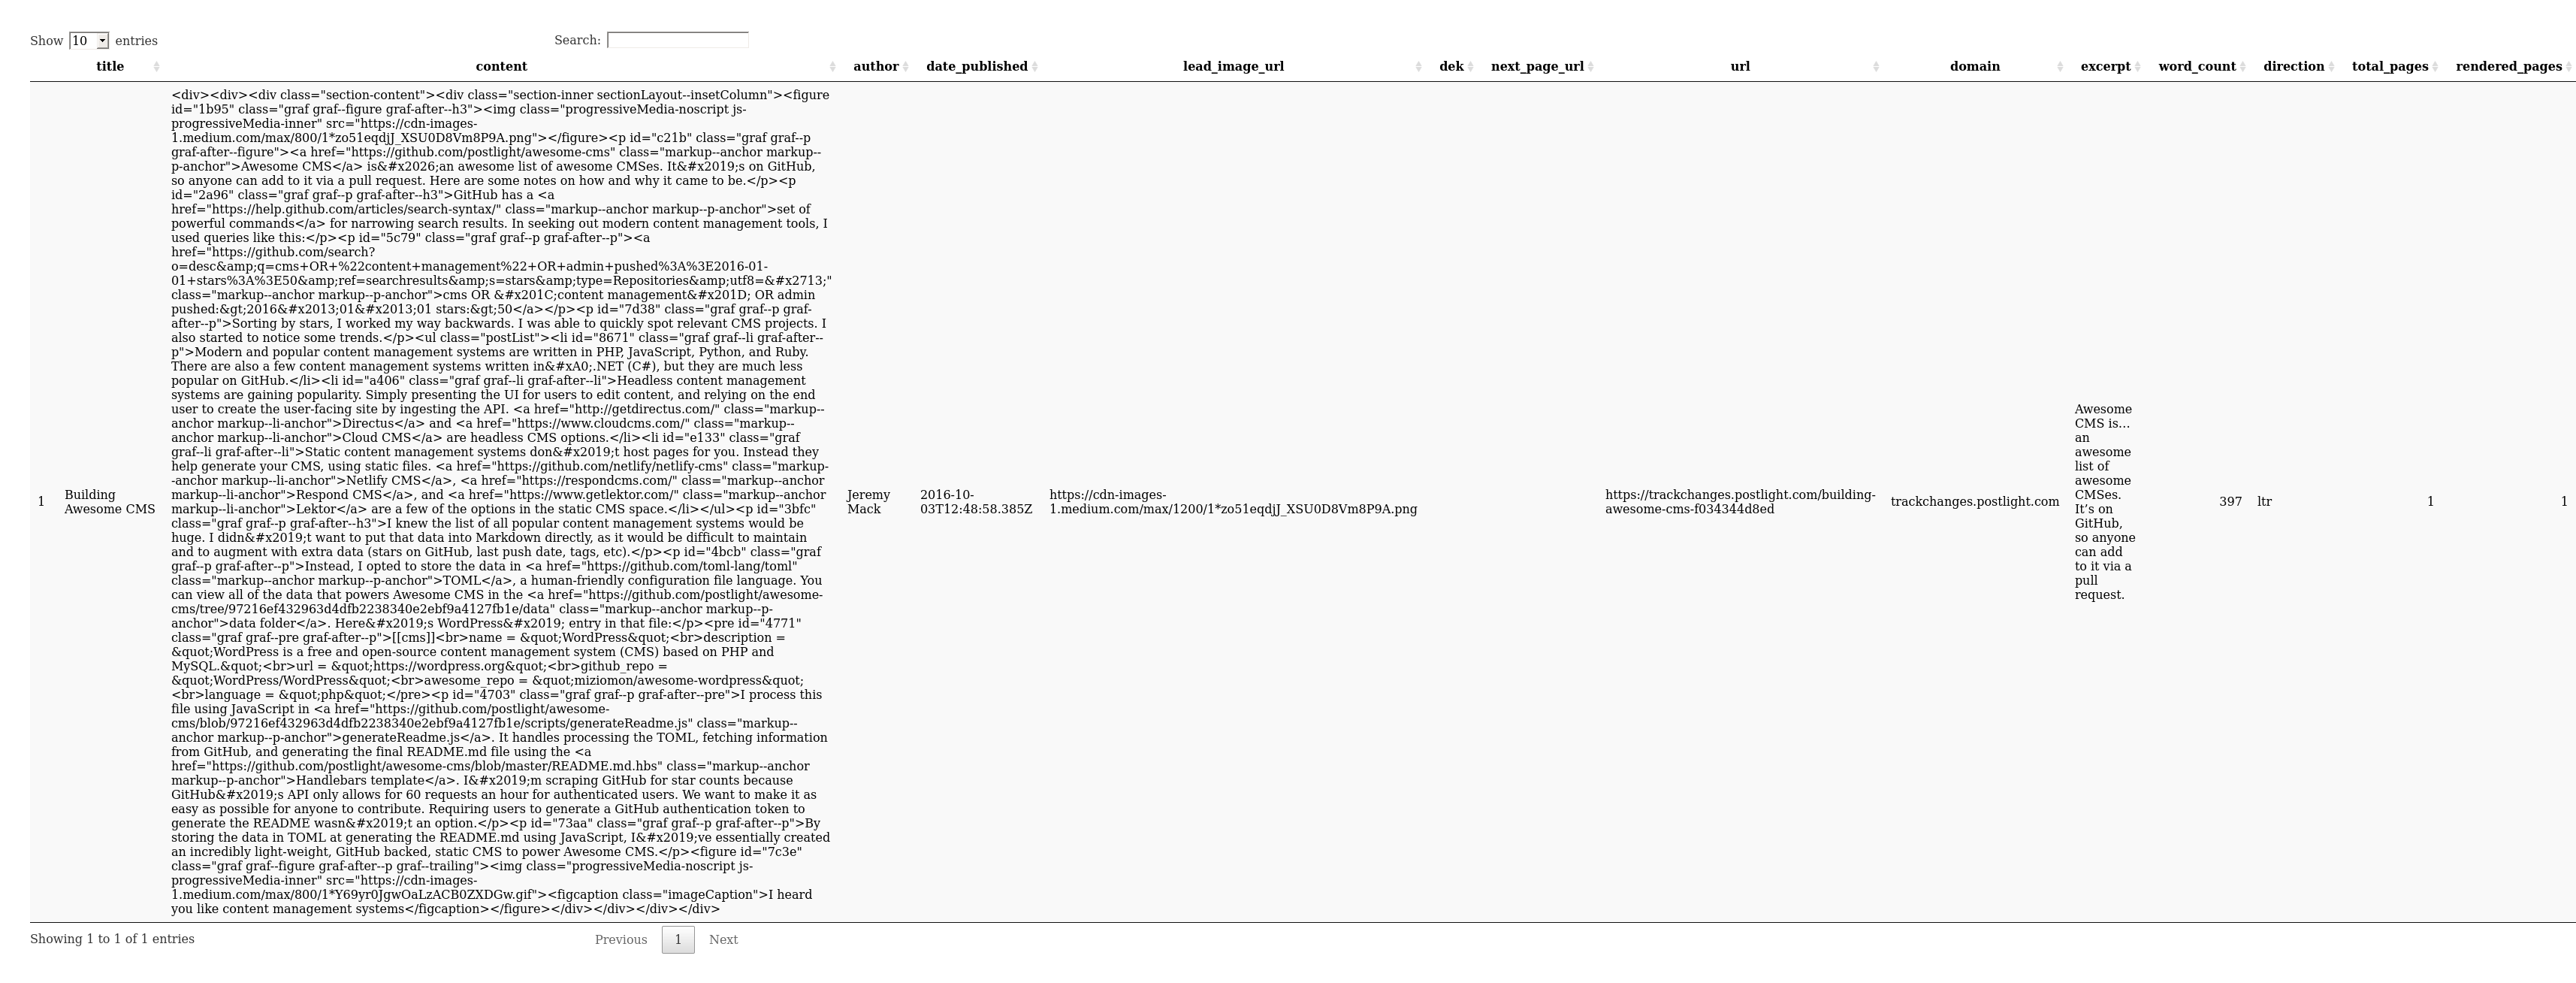 Show 10 entries
Search:
title content author date_published lead_image_url dek next_page_url url domain excerpt word_count direction total_pages rendered_pages
1
Building
Awesome CMS
<div><div><div class="section-content"><div class="section-inner sectionLayout--insetColumn"><figure
id="1b95" class="graf graf--figure graf-after--h3"><img class="progressiveMedia-noscript js-
progressiveMedia-inner" src="https://cdn-images-
1.medium.com/max/800/1*zo51eqdjJ_XSU0D8Vm8P9A.png"></figure><p id="c21b" class="graf graf--p
graf-after--figure"><a href="https://github.com/postlight/awesome-cms" class="markup--anchor markup--
p-anchor">Awesome CMS</a> is&#x2026;an awesome list of awesome CMSes. It&#x2019;s on GitHub,
so anyone can add to it via a pull request. Here are some notes on how and why it came to be.</p><p
id="2a96" class="graf graf--p graf-after--h3">GitHub has a <a
href="https://help.github.com/articles/search-syntax/" class="markup--anchor markup--p-anchor">set of
powerful commands</a> for narrowing search results. In seeking out modern content management tools, I
used queries like this:</p><p id="5c79" class="graf graf--p graf-after--p"><a
href="https://github.com/search?
o=desc&amp;q=cms+OR+%22content+management%22+OR+admin+pushed%3A%3E2016-01-
01+stars%3A%3E50&amp;ref=searchresults&amp;s=stars&amp;type=Repositories&amp;utf8=&#x2713;"
class="markup--anchor markup--p-anchor">cms OR &#x201C;content management&#x201D; OR admin
pushed:&gt;2016&#x2013;01&#x2013;01 stars:&gt;50</a></p><p id="7d38" class="graf graf--p graf-
after--p">Sorting by stars, I worked my way backwards. I was able to quickly spot relevant CMS projects. I
also started to notice some trends.</p><ul class="postList"><li id="8671" class="graf graf--li graf-after--
p">Modern and popular content management systems are written in PHP, JavaScript, Python, and Ruby.
There are also a few content management systems written in&#xA0;.NET (C#), but they are much less
popular on GitHub.</li><li id="a406" class="graf graf--li graf-after--li">Headless content management
systems are gaining popularity. Simply presenting the UI for users to edit content, and relying on the end
user to create the user-facing site by ingesting the API. <a href="http://getdirectus.com/" class="markup--
anchor markup--li-anchor">Directus</a> and <a href="https://www.cloudcms.com/" class="markup--
anchor markup--li-anchor">Cloud CMS</a> are headless CMS options.</li><li id="e133" class="graf
graf--li graf-after--li">Static content management systems don&#x2019;t host pages for you. Instead they
help generate your CMS, using static files. <a href="https://github.com/netlify/netlify-cms" class="markup-
-anchor markup--li-anchor">Netlify CMS</a>, <a href="https://respondcms.com/" class="markup--anchor
markup--li-anchor">Respond CMS</a>, and <a href="https://www.getlektor.com/" class="markup--anchor
markup--li-anchor">Lektor</a> are a few of the options in the static CMS space.</li></ul><p id="3bfc"
class="graf graf--p graf-after--h3">I knew the list of all popular content management systems would be
huge. I didn&#x2019;t want to put that data into Markdown directly, as it would be difficult to maintain
and to augment with extra data (stars on GitHub, last push date, tags, etc).</p><p id="4bcb" class="graf
graf--p graf-after--p">Instead, I opted to store the data in <a href="https://github.com/toml-lang/toml"
class="markup--anchor markup--p-anchor">TOML</a>, a human-friendly configuration file language. You
can view all of the data that powers Awesome CMS in the <a href="https://github.com/postlight/awesome-
cms/tree/97216ef432963d4dfb2238340e2ebf9a4127fb1e/data" class="markup--anchor markup--p-
anchor">data folder</a>. Here&#x2019;s WordPress&#x2019; entry in that file:</p><pre id="4771"
class="graf graf--pre graf-after--p">[[cms]]<br>name = &quot;WordPress&quot;<br>description =
&quot;WordPress is a free and open-source content management system (CMS) based on PHP and
MySQL.&quot;<br>url = &quot;https://wordpress.org&quot;<br>github_repo =
&quot;WordPress/WordPress&quot;<br>awesome_repo = &quot;miziomon/awesome-wordpress&quot;
<br>language = &quot;php&quot;</pre><p id="4703" class="graf graf--p graf-after--pre">I process this
file using JavaScript in <a href="https://github.com/postlight/awesome-
cms/blob/97216ef432963d4dfb2238340e2ebf9a4127fb1e/scripts/generateReadme.js" class="markup--
anchor markup--p-anchor">generateReadme.js</a>. It handles processing the TOML, fetching information
from GitHub, and generating the final README.md file using the <a
href="https://github.com/postlight/awesome-cms/blob/master/README.md.hbs" class="markup--anchor
markup--p-anchor">Handlebars template</a>. I&#x2019;m scraping GitHub for star counts because
GitHub&#x2019;s API only allows for 60 requests an hour for authenticated users. We want to make it as
easy as possible for anyone to contribute. Requiring users to generate a GitHub authentication token to
generate the README wasn&#x2019;t an option.</p><p id="73aa" class="graf graf--p graf-after--p">By
storing the data in TOML at generating the README.md using JavaScript, I&#x2019;ve essentially created
an incredibly light-weight, GitHub backed, static CMS to power Awesome CMS.</p><figure id="7c3e"
class="graf graf--figure graf-after--p graf--trailing"><img class="progressiveMedia-noscript js-
progressiveMedia-inner" src="https://cdn-images-
1.medium.com/max/800/1*Y69yr0JgwOaLzACB0ZXDGw.gif"><figcaption class="imageCaption">I heard
you like content management systems</figcaption></figure></div></div></div></div>
Jeremy
Mack
2016-10-
03T12:48:58.385Z
https://cdn-images-
1.medium.com/max/1200/1*zo51eqdjJ_XSU0D8Vm8P9A.png
https://trackchanges.postlight.com/building-
awesome-cms-f034344d8ed
trackchanges.postlight.com
Awesome
CMS is…
an
awesome
list of
awesome
CMSes.
It’s on
GitHub,
so anyone
can add
to it via a
pull
request.
397
ltr
1
1
Showing 1 to 1 of 1 entries
Previous 1 Next